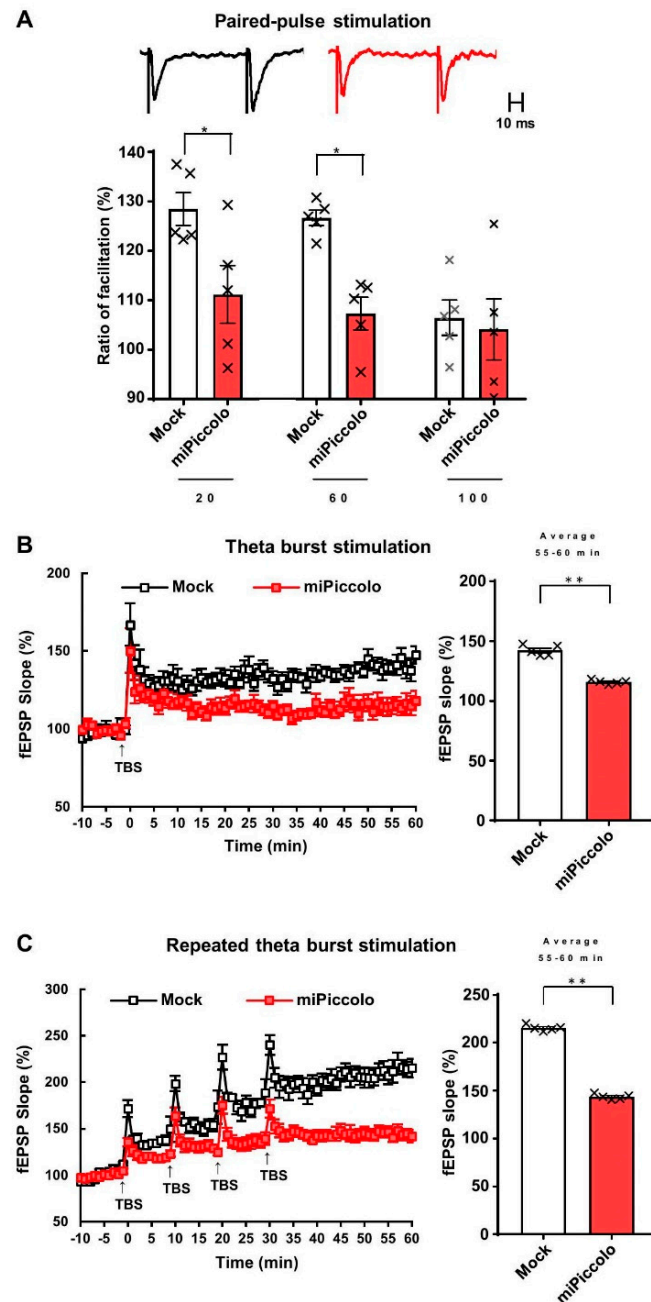 A
Paired-pulse stimulation
10 ms
*
*
Ratio of facilitation (%)
140
130
120
110
100
90
Mock
miPiccolo
Mock
miPiccolo
Mock
miPiccolo
20
60
100
B
Theta burst stimulation
Average
55-60 min
Mock
miPiccolo
fEPSP Slope (%)
200
150
100
50
TBS
-10 -5 0 5 10 15 20 25 30 35 40 45 50 55 60
Time (min)
**
fEPSP slope (%)
200
150
100
50
0
Mock
miPiccolo
C
Repeated theta burst stimulation
Average
55-60 min
Mock
miPiccolo
fEPSP Slope (%)
300
250
200
150
100
50
TBS
TBS
TBS
TBS
-10 -5 0 5 10 15 20 25 30 35 40 45 50 55 60
Time (min)
**
fEPSP slope (%)
250
200
150
100
50
0
Mock
miPiccolo